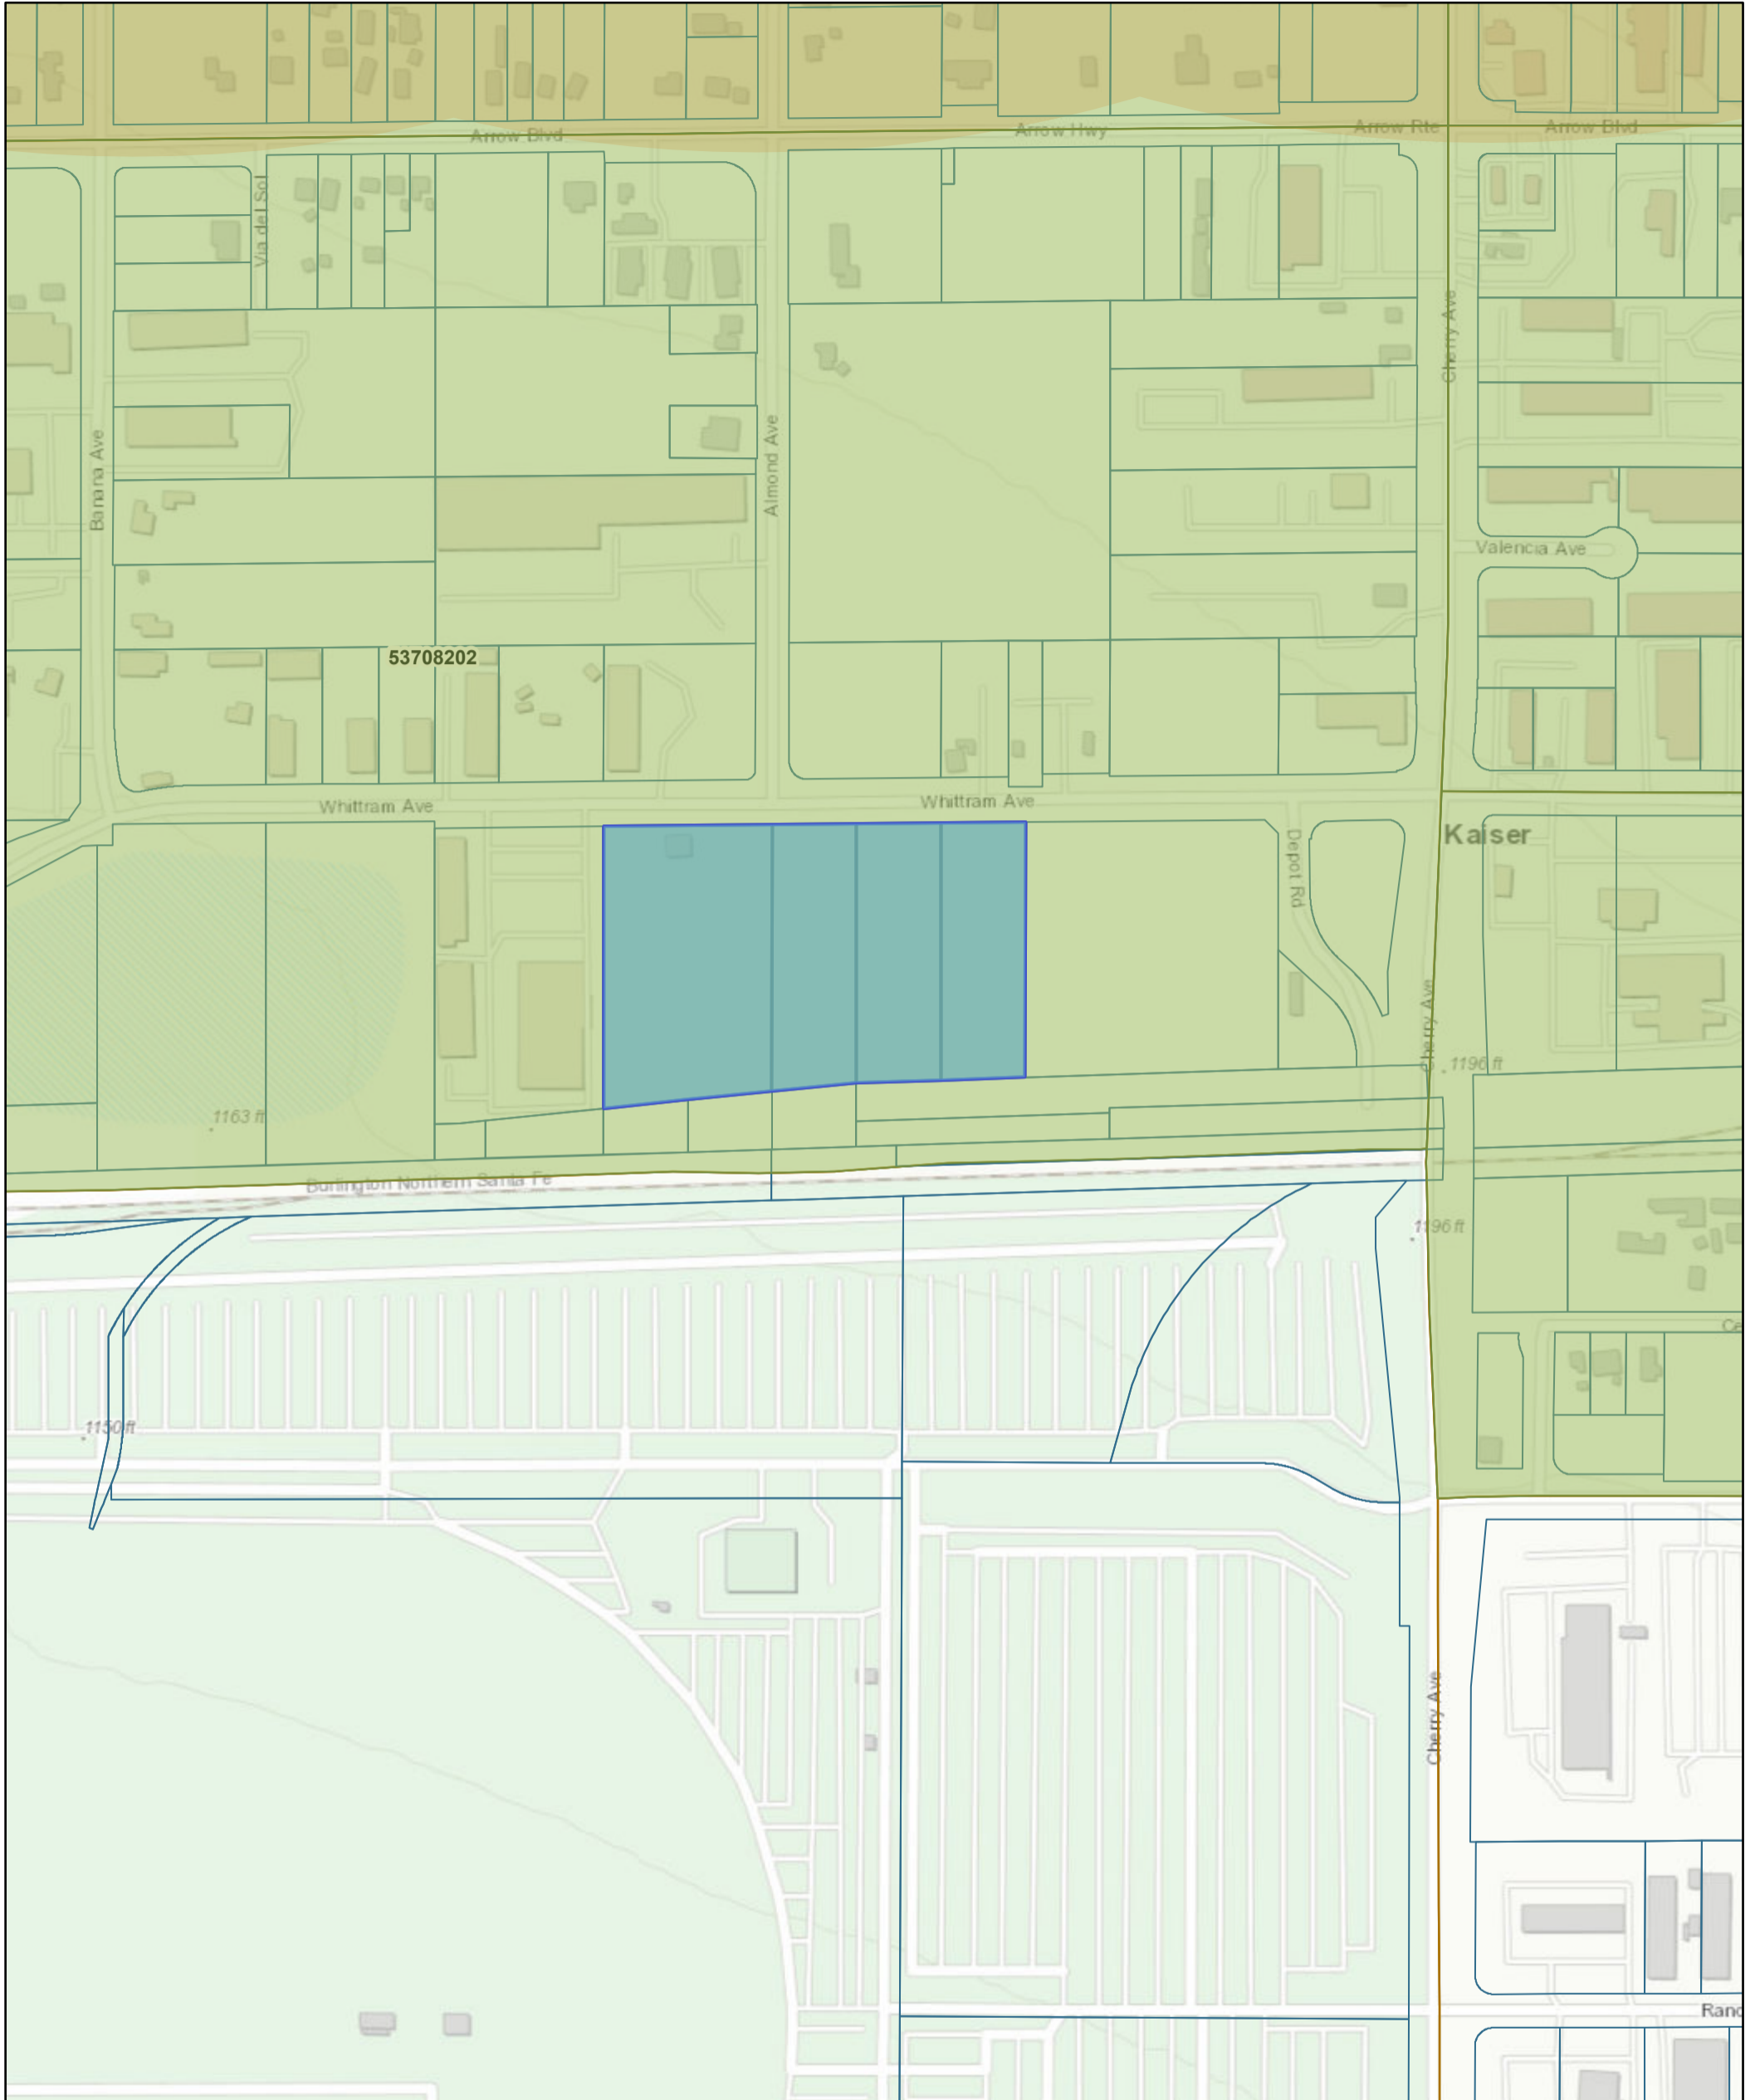 Arrow Blvd
Arrow Hwy
Arrow Rte
Arrow Blvd
Via del Sol
Cherry Ave
Banana Ave
Almond Ave
Valencia Ave
53708202
Whittram Ave
Whittram Ave
Depot Rd
Kaiser
Cherry Ave
1196 ft
1163 ft
Burlington Northern Santa Fe
1196 ft
Ce
1150 ft
Cherry Ave
Ranc